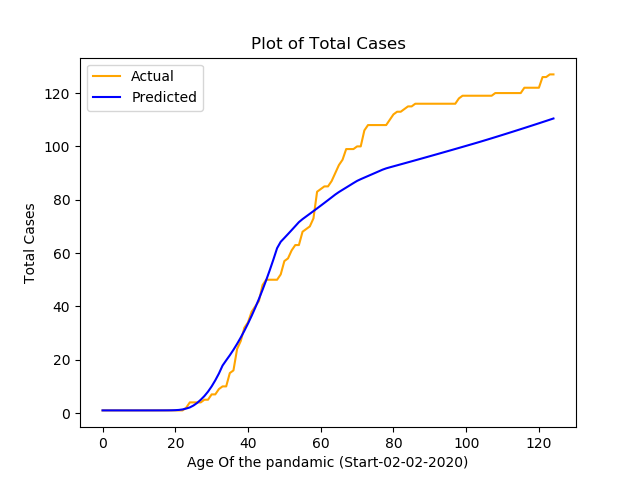 Plot of Total Cases
Actual
Predicted
120
100
80
60
40
20
0
Total Cases
0 20 40 60 80 100 120
Age Of the pandamic (Start-02-02-2020)